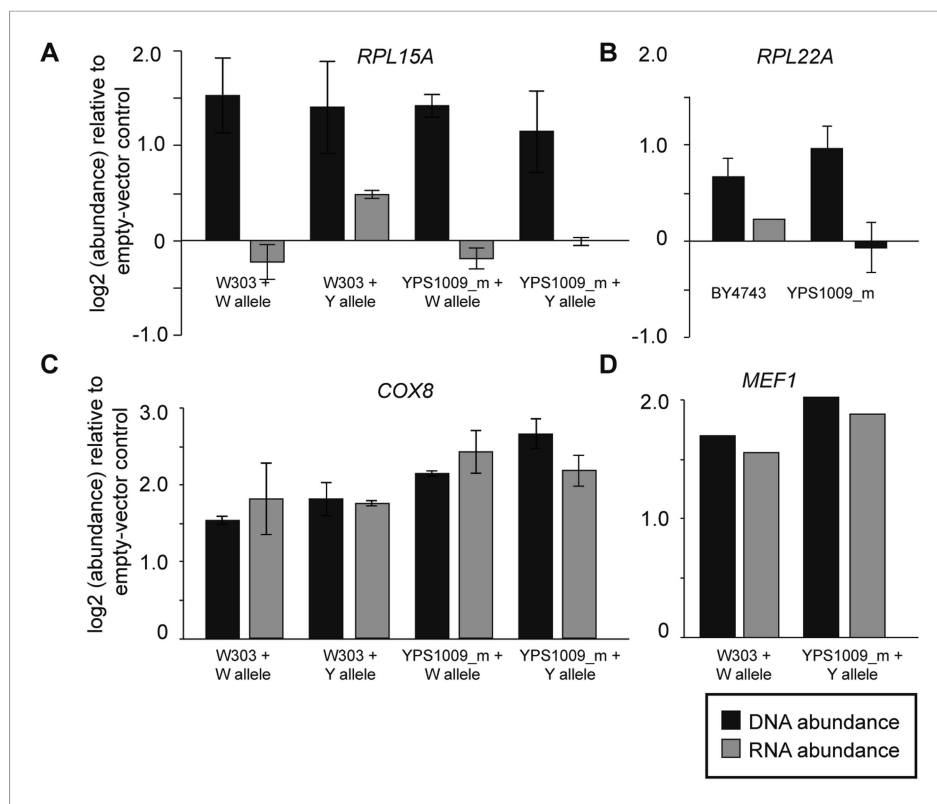 A
RPL15A
B
RPL22A
log2 (abundance) relative to
empty-vector control
2.0
1.0
0
-1.0
W303 +
W allele
W303 +
Y allele
YPS1009_m +
W allele
YPS1009_m +
Y allele
2.0
1.0
0
-1.0
BY4743
YPS1009_m
C
COX8
D
MEF1
log2 (abundance) relative to
empty-vector control
3.0
2.0
1.0
0
W303 +
W allele
W303 +
Y allele
YPS1009_m +
W allele
YPS1009_m +
Y allele
2.0
1.0
0
W303 +
W allele
YPS1009_m +
Y allele
DNA abundance
RNA abundance